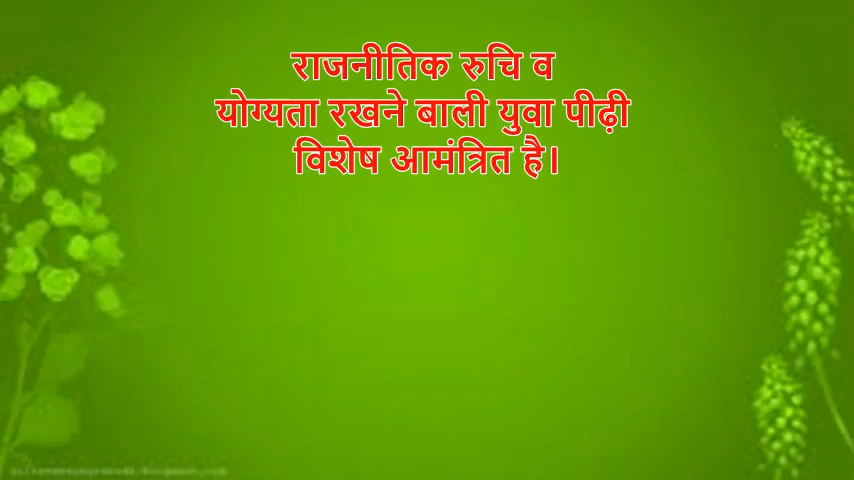 राजनीतिक रुचि व
योग्यता रखने बाली युवा पीढ़ी
विशेष आमंत्रित है।